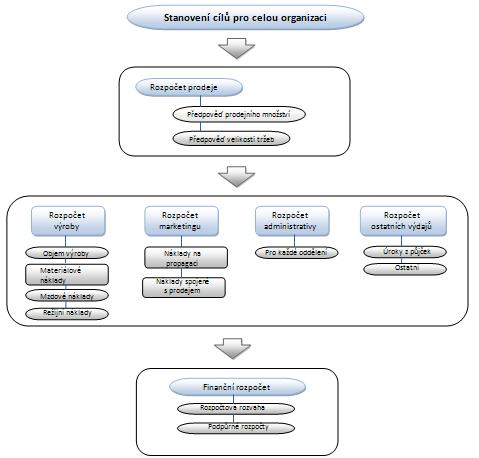 Stanovení cílů pro celou organizaci
Rozpočet prodeje
Předpověď prodejního množství
Předpověď velikosti tržeb
Rozpočet
výroby
Objem výroby
Materiálové
náklady
Mzdové náklady
Režijní náklady
Rozpočet
marketingu
Náklady na
propagaci
Náklady spojené
s prodejem
Rozpočet
administrativy
Pro každé oddělení
Rozpočet
ostatních výdajů
Úroky z půjček
Ostatní
Finanční rozpočet
Rozpočtová rozvaha
Podpůrné rozpočty